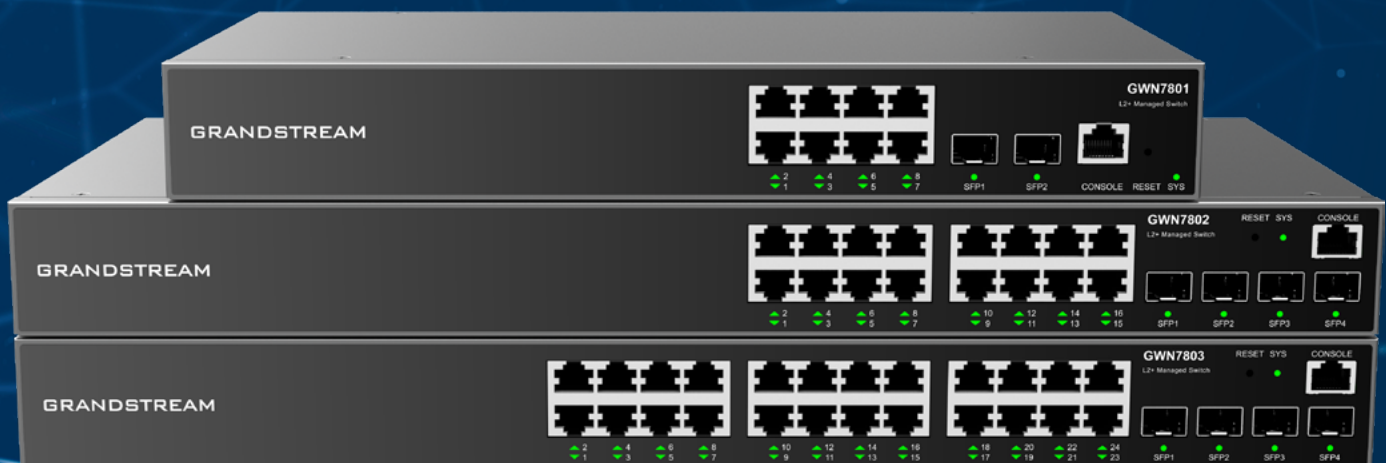 GWN7801
L2+ Managed Switch
GRANDSTREAM
2 4 6 8
1 3 5 7
SFP1 SFP2 CONSOLE RESET SYS
GWN7802 RESET SYS CONSOLE
L2+ Managed Switch
GRANDSTREAM
2 4 6 8 10 12 14 16
1 3 5 7 9 11 13 15 SFP1 SFP2 SFP3 SFP4
GWN7803 RESET SYS CONSOLE
L2+ Managed Switch
GRANDSTREAM
2 4 6 8 10 12 14 16 18 20 22 24
1 3 5 7 9 11 13 15 17 19 21 23 SFP1 SFP2 SFP3 SFP4